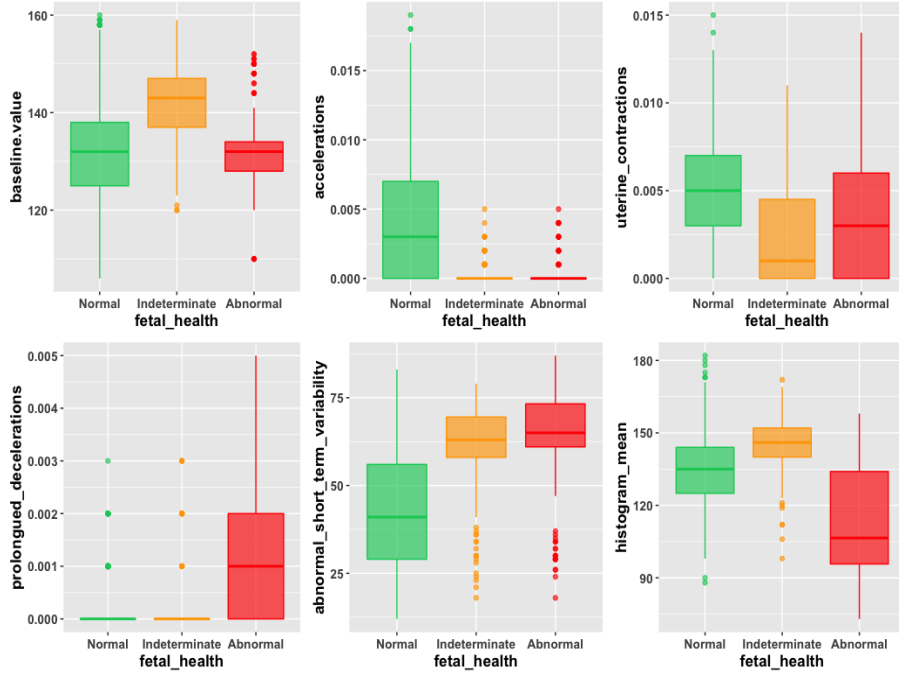 baseline.value
160
140
120
Normal Indeterminate Abnormal
fetal_health
accelerations
0.015
0.010
0.005
0.000
Normal Indeterminate Abnormal
fetal_health
uterine_contractions
0.015
0.010
0.005
0.000
Normal Indeterminate Abnormal
fetal_health
prolongued_decelerations
0.005
0.004
0.003
0.002
0.001
0.000
Normal Indeterminate Abnormal
fetal_health
abnormal_short_term_variability
75
50
25
Normal Indeterminate Abnormal
fetal_health
histogram_mean
180
150
120
90
Normal Indeterminate Abnormal
fetal_health